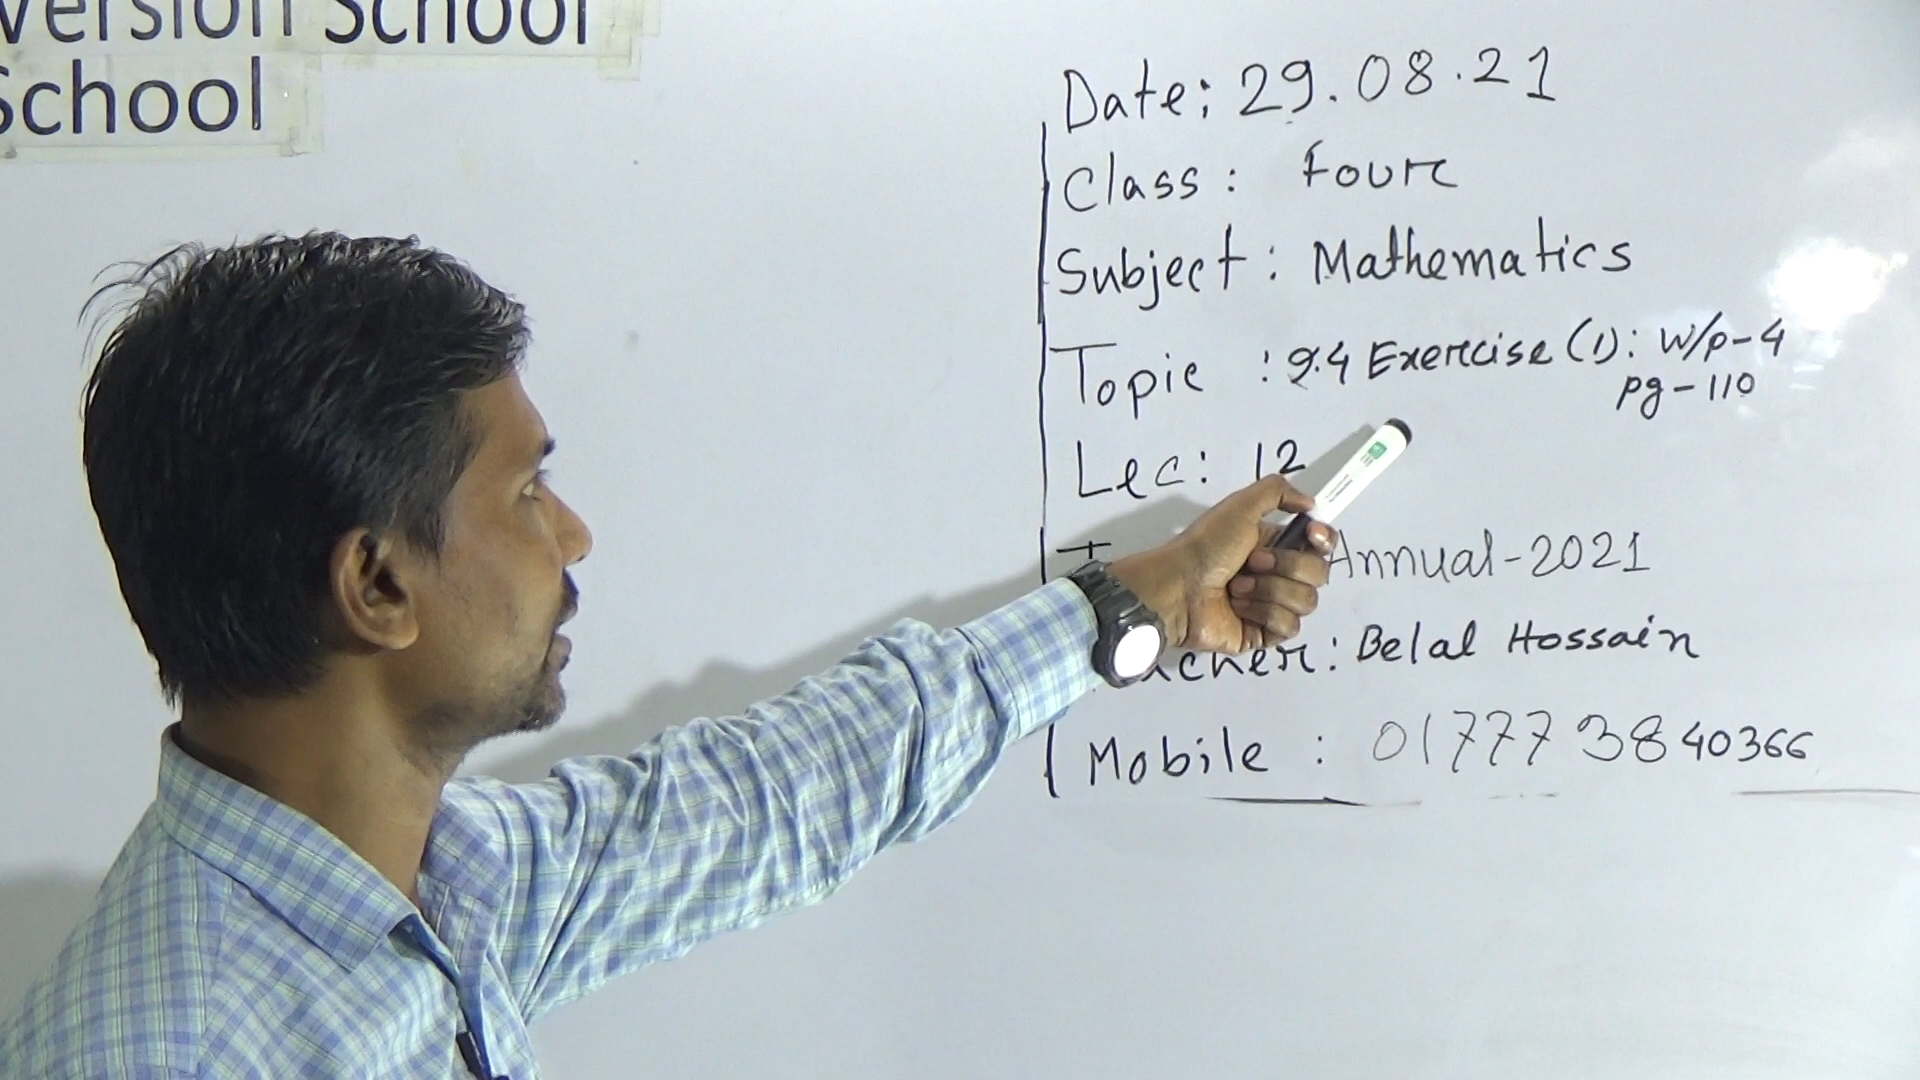 Version School
School
Date: 29.08.21
Class: Four
Subject: Mathematics
Topic: 9.4 Exercise (1): W/P-4
pg-110
Lec: 12
Annual-2021
Teacher: Belal Hossain
Mobile: 01777 3840366